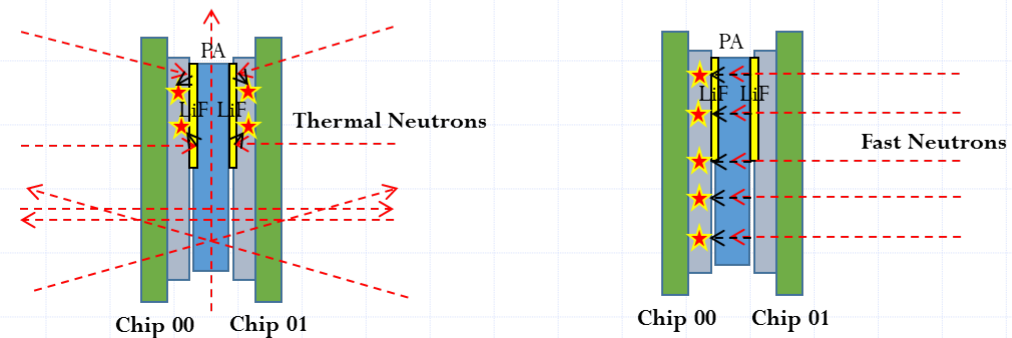 PA
LiF LiF
Thermal Neutrons
Chip 00 Chip 01
PA
LiF LiF
Fast Neutrons
Chip 00 Chip 01